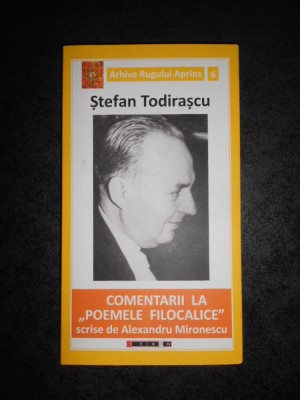 Arhiva Rugului Aprins 6
Ștefan Todirașcu
COMENTARII LA
„POEMELE FILOCALICE”
scrise de Alexandru Mironescu